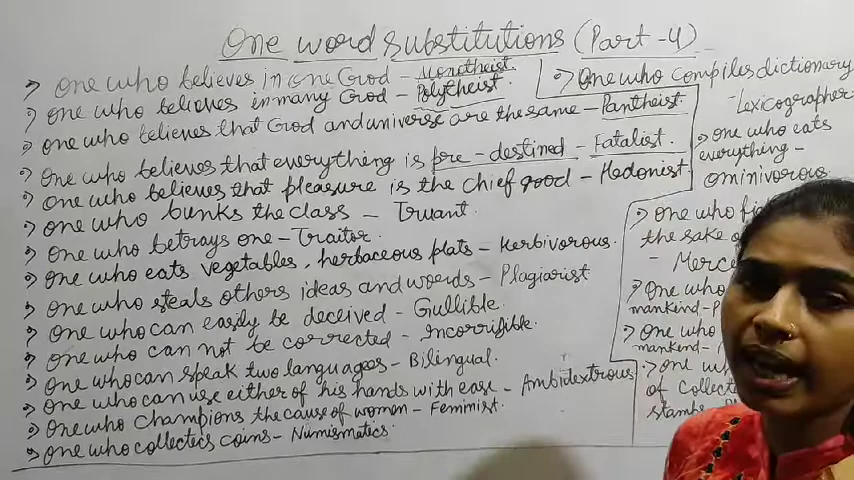 One word substitutions (Part-4)
one who believes in one God - Monotheist.
one who believes in many God - Polytheist.
one who believes that God and universe are the same - Pantheist.
one who believes that everything is pre-destined - Fatalist.
one who believes that pleasure is the chief good - Hedonist.
one who bunks the class - Truant.
one who betrays one - Traitor.
one who eats vegetables, herbaceous plats - Herbivorous.
one who steals others ideas and words - Plagiarist
one who can easily be deceived - Gullible.
one who can not be corrected - Incorrigible.
one who can speak two languages - Bilingual.
one who can use either of his hands with ease - Ambidextrous
one who champions the cause of women - Feminist.
one who collectcs coins - Numismatics.
one who compiles dictionary
- Lexicographer.
one who eats
everything -
ominivorous
one who
the sake
-
One who
mankind -
One who
mankind -
one
of collect
stamps